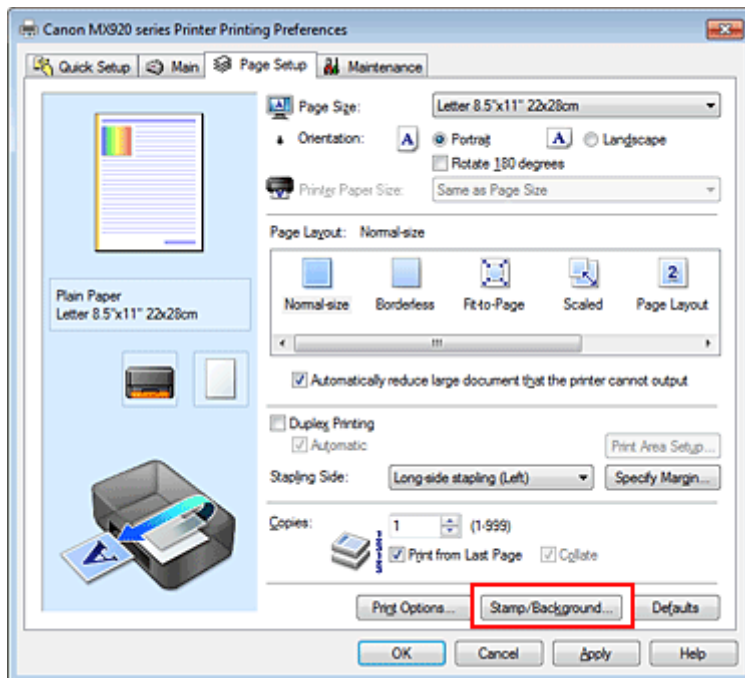 Canon MX920 series Printer Printing Preferences
Quick Setup Main Page Setup Maintenance
Page Size: Letter 8.5"x11" 22x28cm
Orientation: A Portrait A Landscape
Rotate 180 degrees
Printer Paper Size: Same as Page Size
Page Layout: Normal-size
2
Normal-size Borderless Fit-to-Page Scaled Page Layout
Plain Paper
Letter 8.5"x11" 22x28cm
Automatically reduce large document that the printer cannot output
Duplex Printing
Automatic Print Area Setup...
Stapling Side: Long-side stapling (Left) Specify Margin...
Copies: 1 (1-999)
Print from Last Page Collate
A
Print Options... Stamp/Background... Defaults
OK Cancel Apply Help